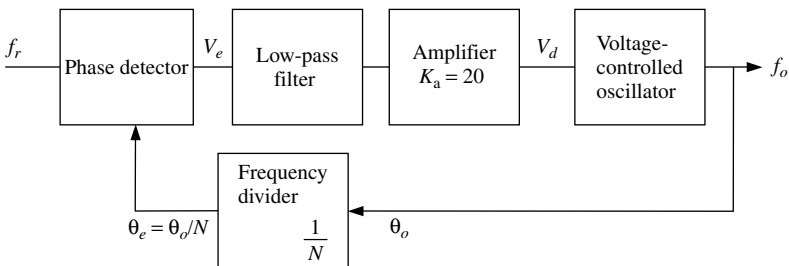 f_r
Phase detector
V_e
Low-pass
filter
Amplifier
K_a = 20
V_d
Voltage-
controlled
oscillator
f_o
Frequency
divider
1/N
θ_e = θ_o/N
θ_o